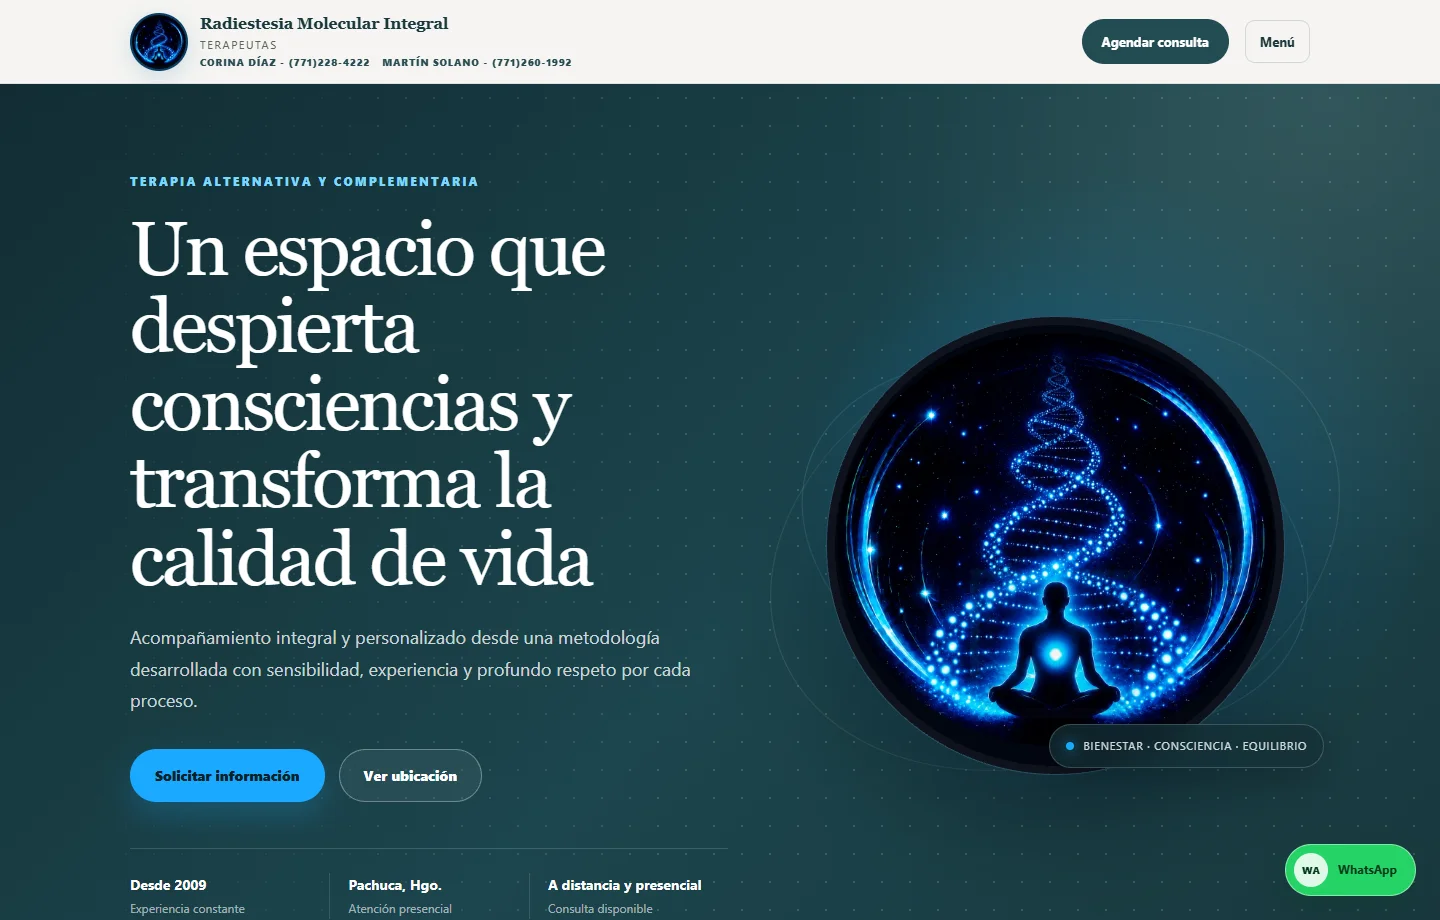 Radiestesia Molecular Integral
TERAPEUTAS
CORINA DÍAZ - (771)228-4222 MARTÍN SOLANO - (771)260-1992
Agendar consulta
Menú
TERAPIA ALTERNATIVA Y COMPLEMENTARIA
Un espacio que
despierta
consciencias y
transforma la
calidad de vida
Acompañamiento integral y personalizado desde una metodología
desarrollada con sensibilidad, experiencia y profundo respeto por cada
proceso.
Solicitar información
Ver ubicación
BIENESTAR · CONSCIENCIA · EQUILIBRIO
Desde 2009
Experiencia constante
Pachuca, Hgo.
Atención presencial
A distancia y presencial
Consulta disponible
WA WhatsApp